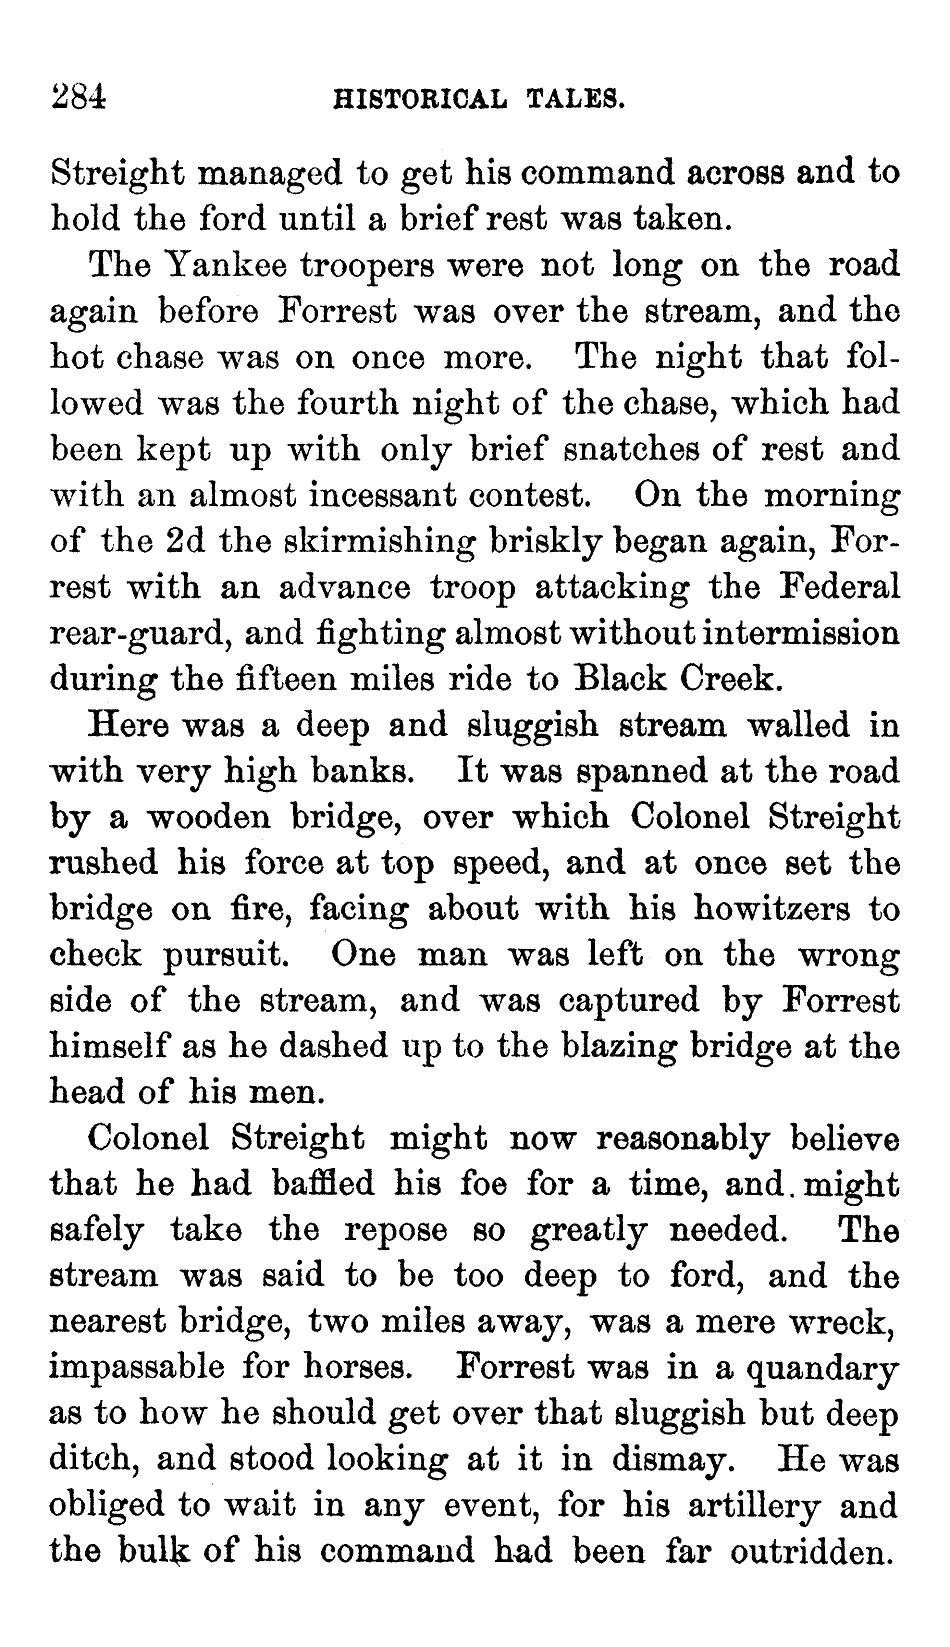 284 HISTORICAL TALES.
Streight managed to get his command across and to
hold the ford until a brief rest was taken.
The Yankee troopers were not long on the road
again before Forrest was over the stream, and the
hot chase was on once more. The night that fol-
lowed was the fourth night of the chase, which had
been kept up with only brief snatches of rest and
with an almost incessant contest. On the morning
of the 2d the skirmishing briskly began again, For-
rest with an advance troop attacking the Federal
rear-guard, and fighting almost without intermission
during the fifteen miles ride to Black Creek.
Here was a deep and sluggish stream walled in
with very high banks. It was spanned at the road
by a wooden bridge, over which Colonel Streight
rushed his force at top speed, and at once set the
bridge on fire, facing about with his howitzers to
check pursuit. One man was left on the wrong
side of the stream, and was captured by Forrest
himself as he dashed up to the blazing bridge at the
head of his men.
Colonel Streight might now reasonably believe
that he had baffled his foe for a time, and. might
safely take the repose so greatly needed. The
stream was said to be too deep to ford, and the
nearest bridge, two miles away, was a mere wreck,
impassable for horses. Forrest was in a quandary
as to how he should get over that sluggish but deep
ditch, and stood looking at it in dismay. He was
obliged to wait in any event, for his artillery and
the bulk of his command had been far outridden.